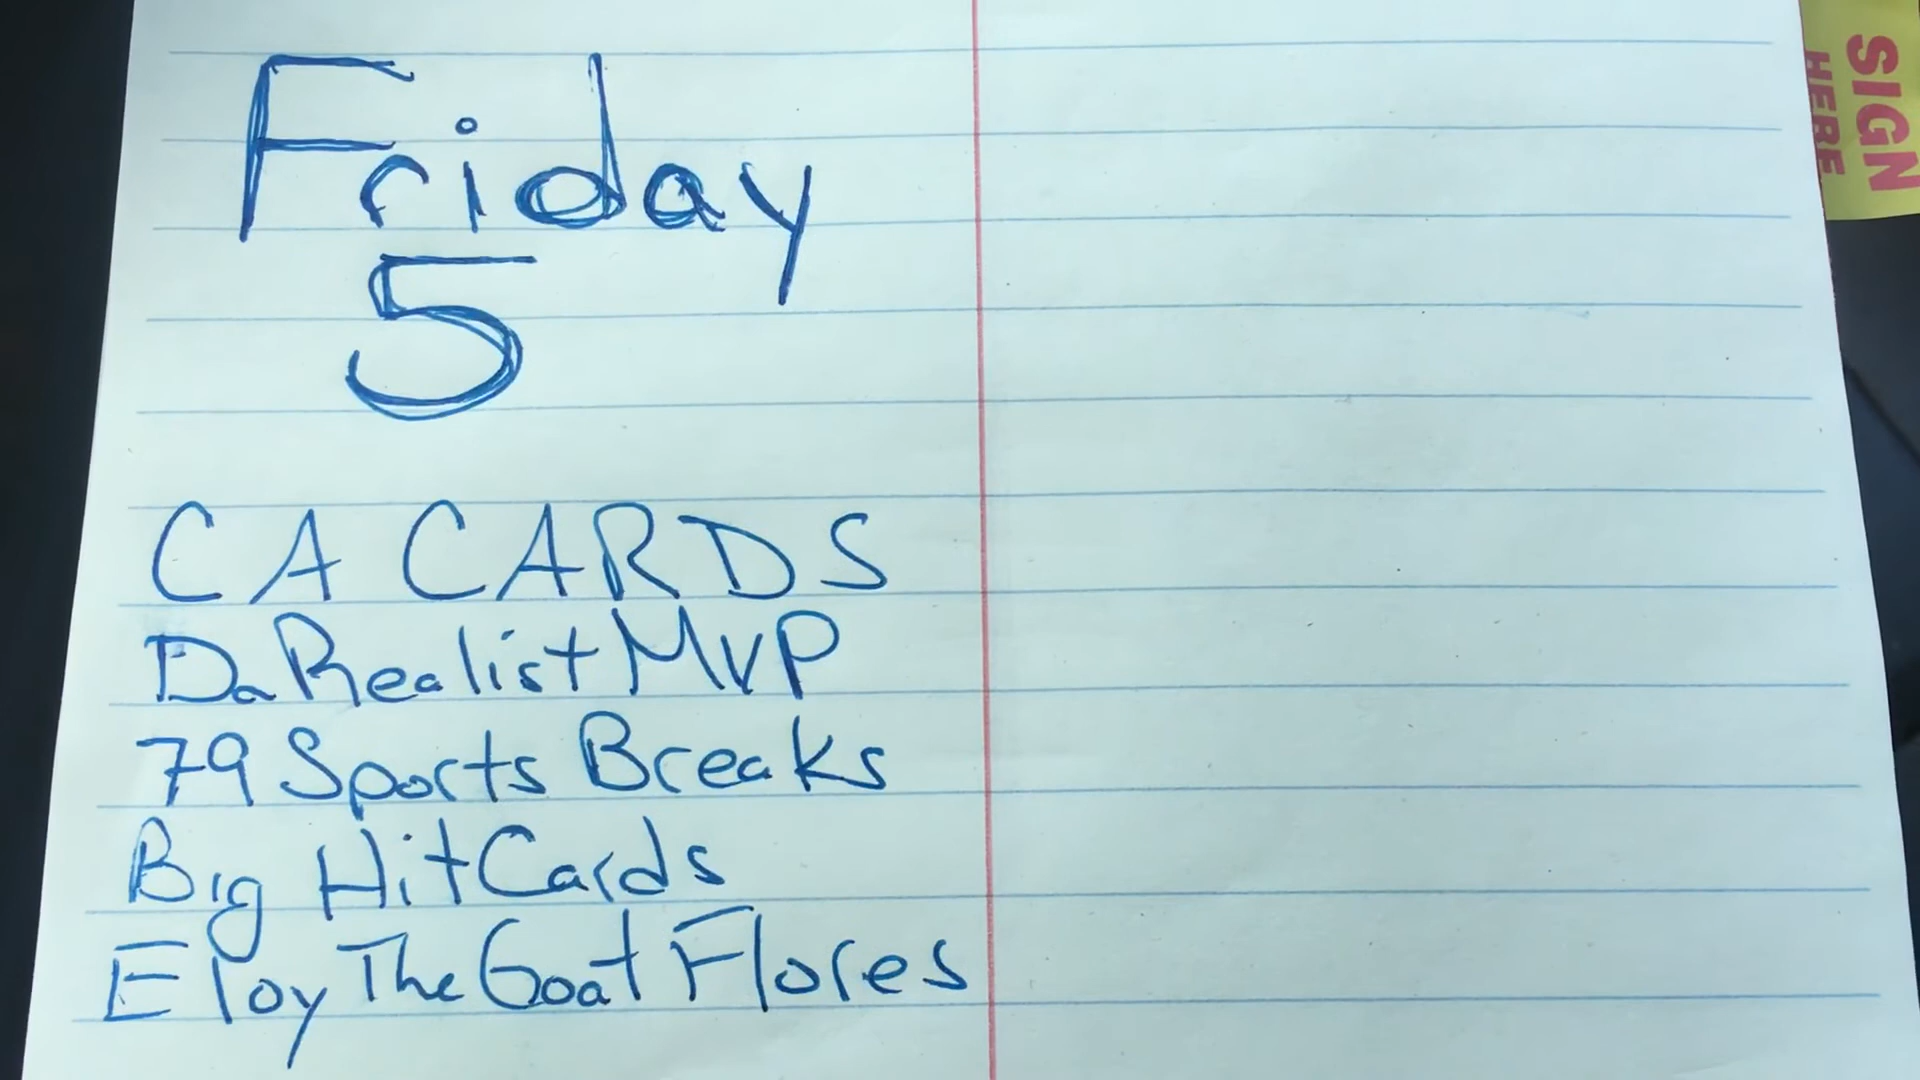 Friday
5
CA CARDS
DaRealistMVP
79 Sports Breaks
Big HitCards
Eloy The Goat Flores
SIGN
HERE